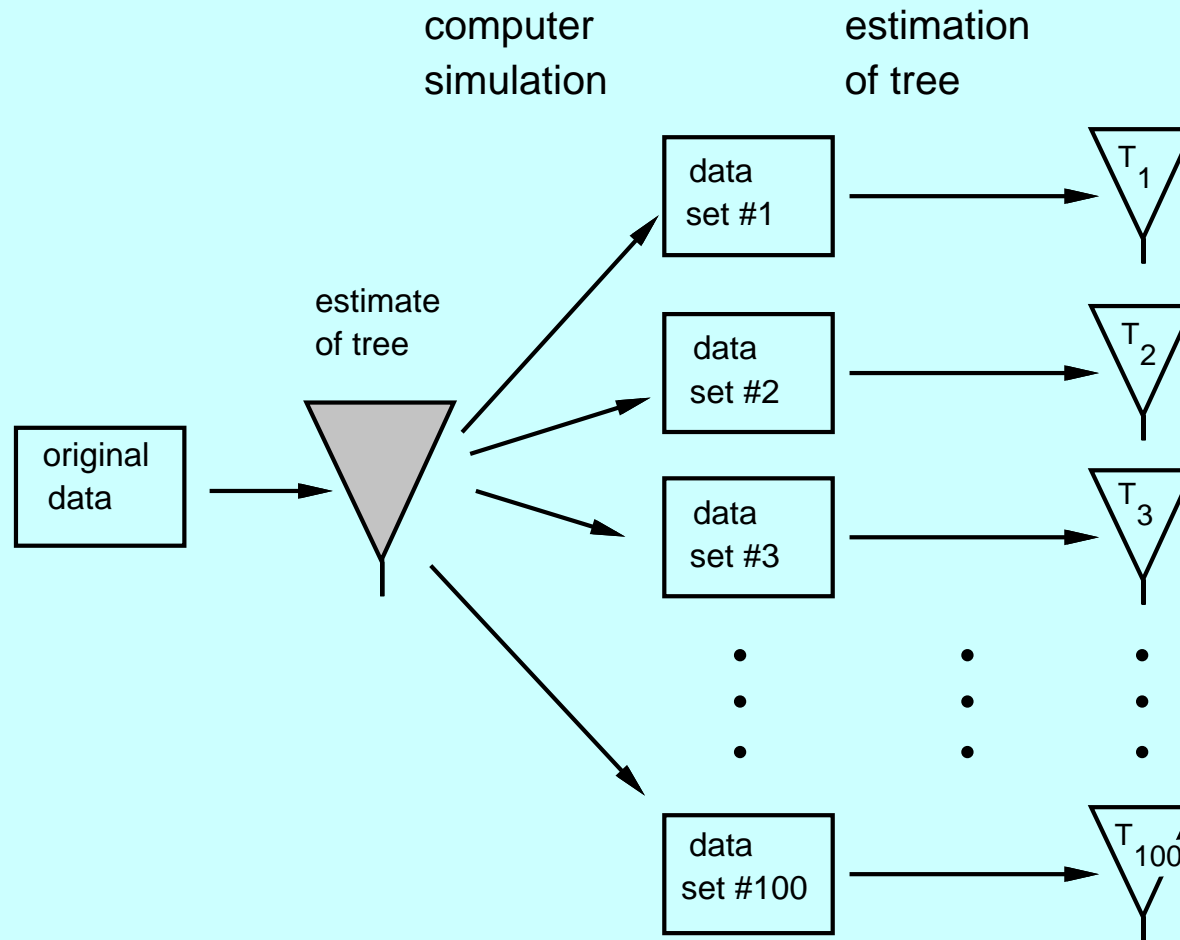 computer
simulation
estimation
of tree
estimate
of tree
original
data
data
set #1
T1
data
set #2
T2
data
set #3
T3
data
set #100
T100